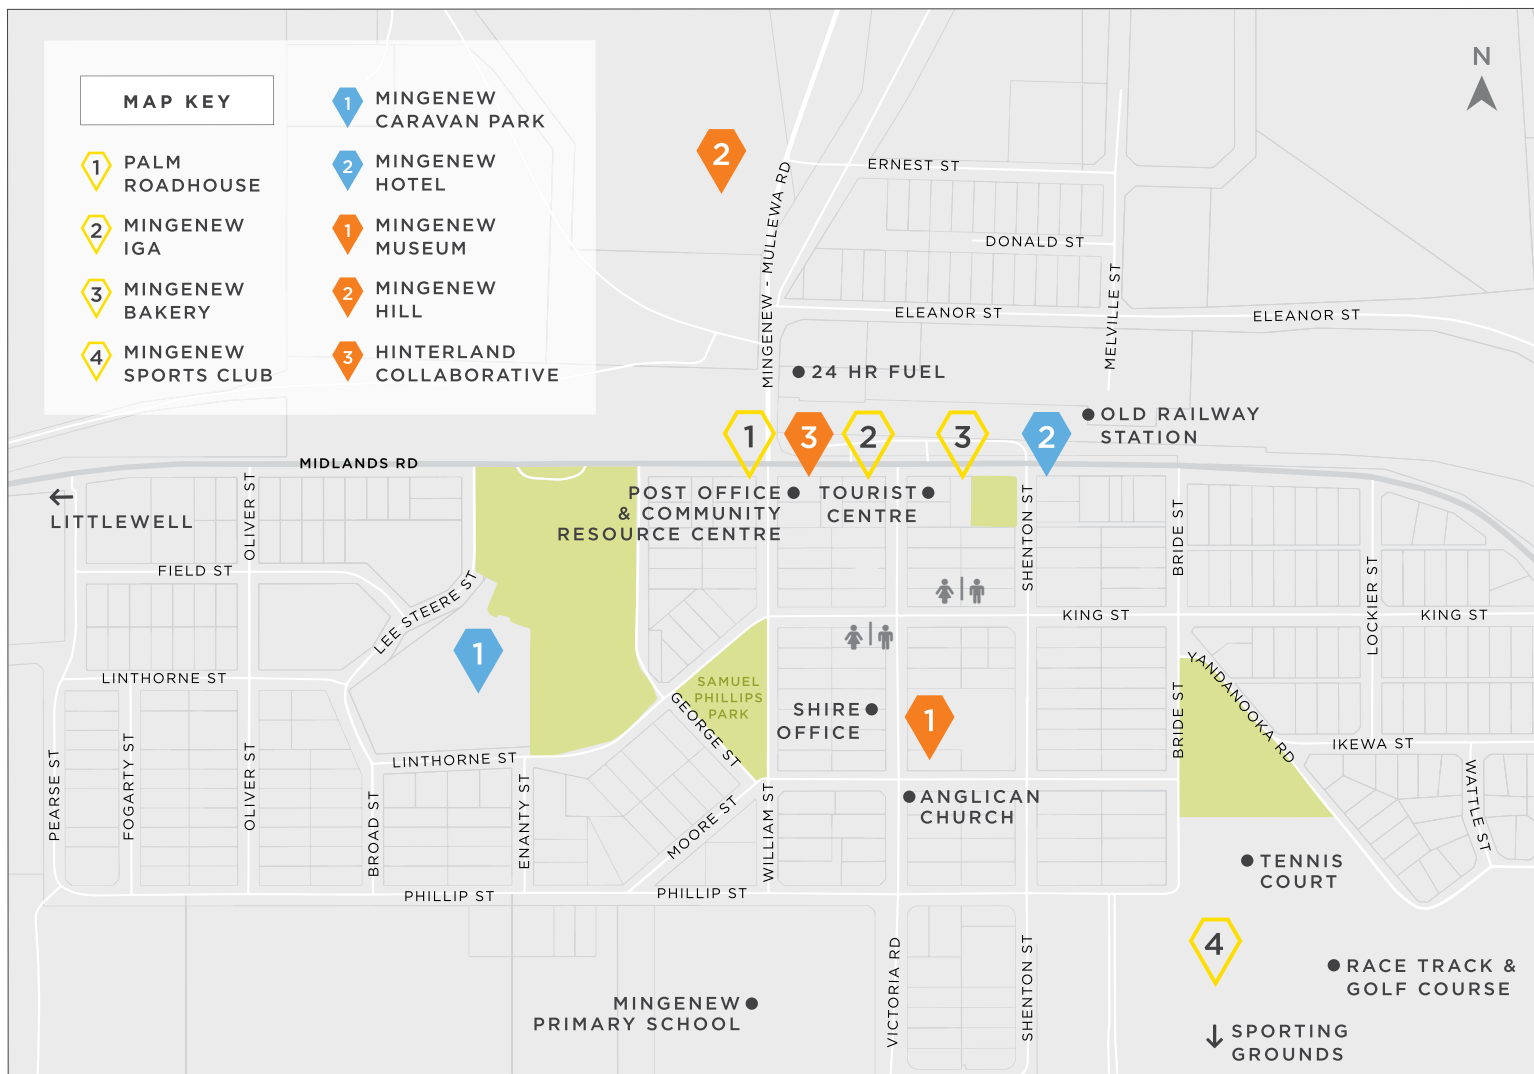 MAP KEY
1 PALM
ROADHOUSE
2 MINGENEW
IGA
3 MINGENEW
BAKERY
4 MINGENEW
SPORTS CLUB
1 MINGENEW
CARAVAN PARK
2 MINGENEW
HOTEL
1 MINGENEW
MUSEUM
2 MINGENEW
HILL
3 HINTERLAND
COLLABORATIVE
N
2
ERNEST ST
MINGENEW - MULLEWA RD
DONALD ST
MELVILLE ST
ELEANOR ST
ELEANOR ST
24 HR FUEL
OLD RAILWAY
STATION
1
3
2
3
2
MIDLANDS RD
LITTLEWELL
OLIVER ST
POST OFFICE
& COMMUNITY
RESOURCE CENTRE
TOURIST
CENTRE
SHENTON ST
BRIDE ST
FIELD ST
LEE STEERE ST
LOCKIER ST
KING ST
KING ST
1
LINTHORNE ST
SAMUEL
PHILLIPS
PARK
GEORGE ST
SHIRE
OFFICE
1
YANDANOOKA RD
BRIDE ST
IKEWA ST
WATTLE ST
LINTHORNE ST
PEARSE ST
FOGARTY ST
OLIVER ST
BROAD ST
ENANTY ST
MOORE ST
WILLIAM ST
ANGLICAN
CHURCH
TENNIS
COURT
PHILLIP ST
PHILLIP ST
4
VICTORIA RD
SHENTON ST
RACE TRACK &
GOLF COURSE
MINGENEW
PRIMARY SCHOOL
SPORTING
GROUNDS